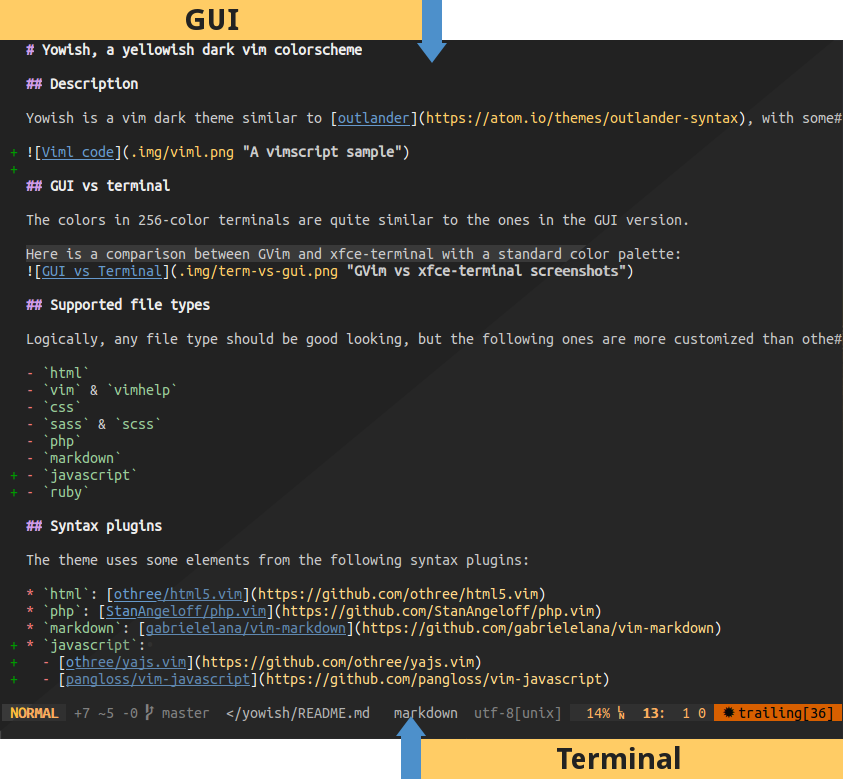 GUI
# Yowish, a yellowish dark vim colorscheme
## Description
Yowish is a vim dark theme similar to [outlander](https://atom.io/themes/outlander-syntax), with some#
+ ![Viml code](.img/viml.png "A vimscript sample")
+
## GUI vs terminal
The colors in 256-color terminals are quite similar to the ones in the GUI version.
Here is a comparison between GVim and xfce-terminal with a standard color palette:
![GUI vs Terminal](.img/term-vs-gui.png "GVim vs xfce-terminal screenshots")
## Supported file types
Logically, any file type should be good looking, but the following ones are more customized than othe#
- `html`
- `vim` & `vimhelp`
- `css`
- `sass` & `scss`
- `php`
- `markdown`
+ - `javascript`
+ - `ruby`
## Syntax plugins
The theme uses some elements from the following syntax plugins:
* `html`: [othree/html5.vim](https://github.com/othree/html5.vim)
* `php`: [StanAngeloff/php.vim](https://github.com/StanAngeloff/php.vim)
* `markdown`: [gabrielelana/vim-markdown](https://github.com/gabrielelana/vim-markdown)
+ * `javascript`:
+ - [othree/yajs.vim](https://github.com/othree/yajs.vim)
+ - [pangloss/vim-javascript](https://github.com/pangloss/vim-javascript)
NORMAL +7 ~5 -0 master </yowish/README.md markdown utf-8[unix] 14% LN 13: 1 0 ✹trailing[36]
Terminal